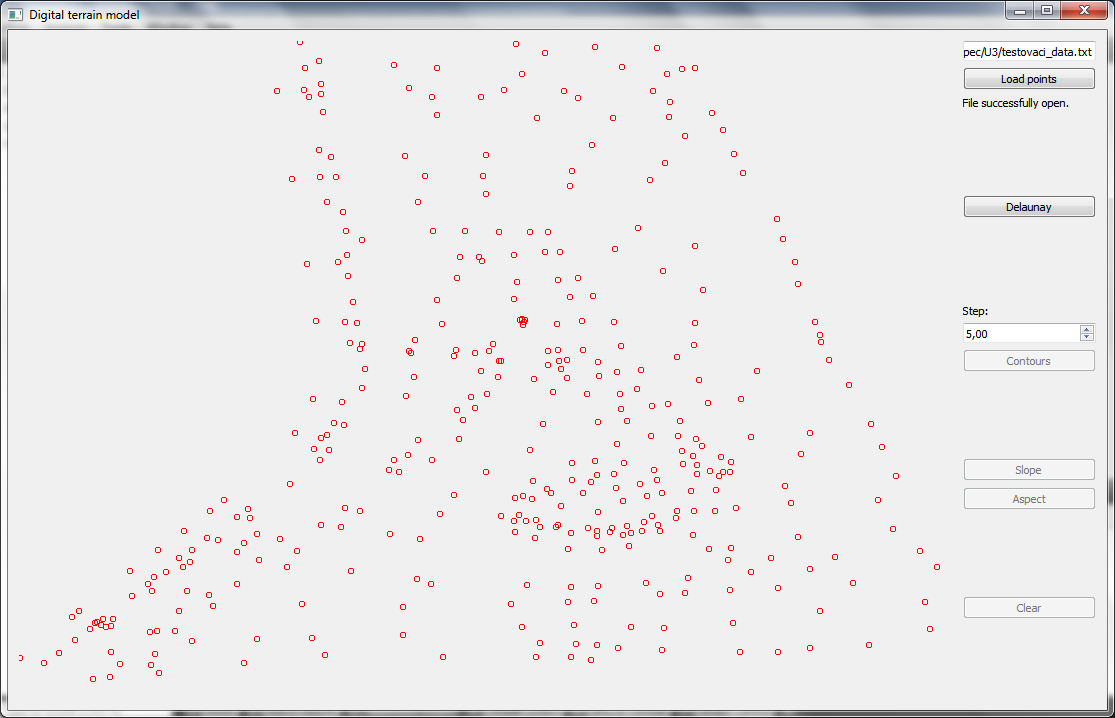 Digital terrain model
pec/U3/testovaci_data.txt
Load points
File successfully open.
Delaunay
Step:
5,00
Contours
Slope
Aspect
Clear